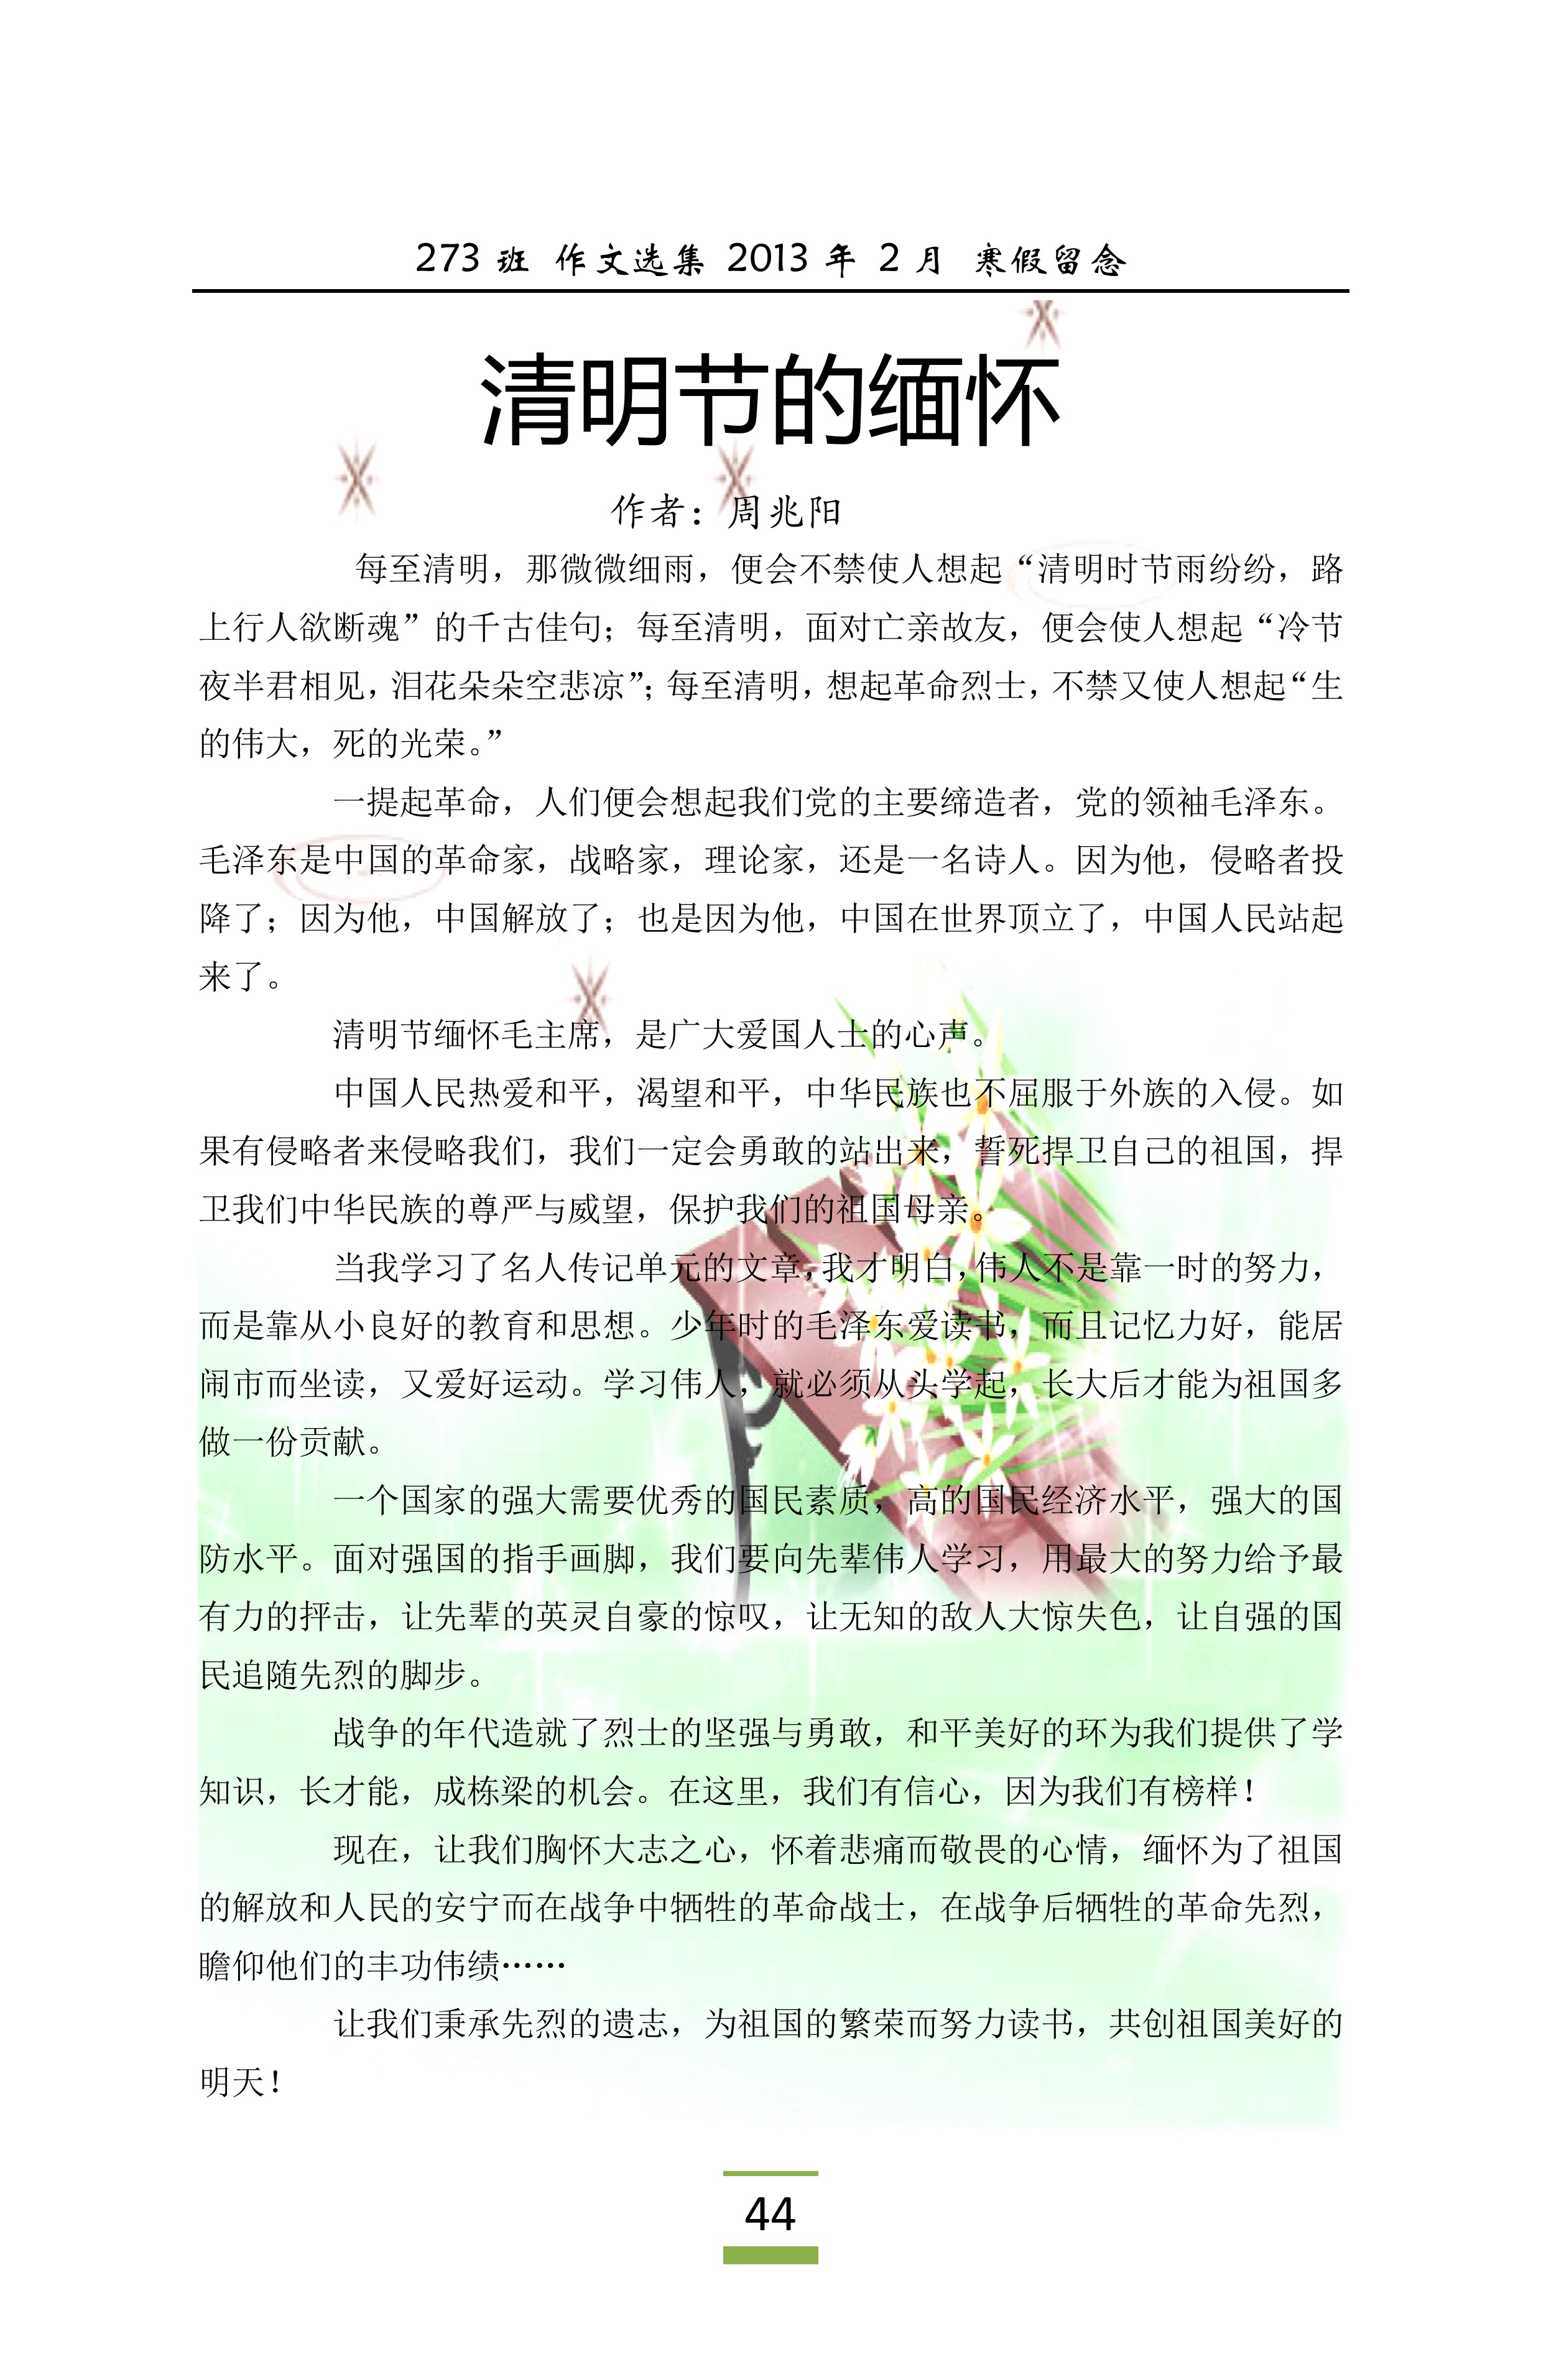 273 班 作文选集 2013 年 2 月 寒假留念
清明节的缅怀
作者：周兆阳
每至清明，那微微细雨，便会不禁使人想起“清明时节雨纷纷，路
上行人欲断魂”的千古佳句；每至清明，面对亡亲故友，便会使人想起“冷节
夜半君相见，泪花朵朵空悲凉”；每至清明，想起革命烈士，不禁又使人想起“生
的伟大，死的光荣。”
一提起革命，人们便会想起我们党的主要缔造者，党的领袖毛泽东。
毛泽东是中国的革命家，战略家，理论家，还是一名诗人。因为他，侵略者投
降了；因为他，中国解放了；也是因为他，中国在世界顶立了，中国人民站起
来了。
清明节缅怀毛主席，是广大爱国人士的心声。
中国人民热爱和平，渴望和平，中华民族也不屈服于外族的入侵。如
果有侵略者来侵略我们，我们一定会勇敢的站出来，誓死捍卫自己的祖国，捍
卫我们中华民族的尊严与威望，保护我们的祖国母亲。
当我学习了名人传记单元的文章，我才明白，伟人不是靠一时的努力，
而是靠从小良好的教育和思想。少年时的毛泽东爱读书，而且记忆力好，能居
闹市而坐读，又爱好运动。学习伟人，就必须从头学起，长大后才能为祖国多
做一份贡献。
一个国家的强大需要优秀的国民素质，高的国民经济水平，强大的国
防水平。面对强国的指手画脚，我们要向先辈伟人学习，用最大的努力给予最
有力的抨击，让先辈的英灵自豪的惊叹，让无知的敌人大惊失色，让自强的国
民追随先烈的脚步。
战争的年代造就了烈士的坚强与勇敢，和平美好的环为我们提供了学
知识，长才能，成栋梁的机会。在这里，我们有信心，因为我们有榜样！
现在，让我们胸怀大志之心，怀着悲痛而敬畏的心情，缅怀为了祖国
的解放和人民的安宁而在战争中牺牲的革命战士，在战争后牺牲的革命先烈，
瞻仰他们的丰功伟绩……
让我们秉承先烈的遗志，为祖国的繁荣而努力读书，共创祖国美好的
明天！
44